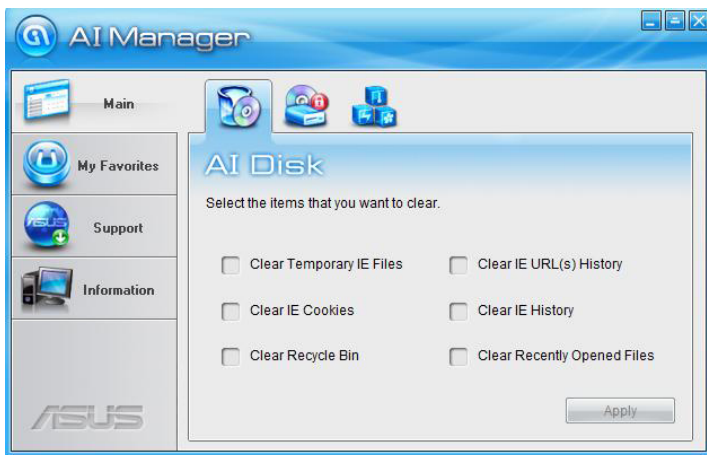 AI Manager
Main
My Favorites
ASUS
Support
Information
ASUS
AI Disk
Select the items that you want to clear.
Clear Temporary IE Files
Clear IE URL(s) History
Clear IE Cookies
Clear IE History
Clear Recycle Bin
Clear Recently Opened Files
Apply